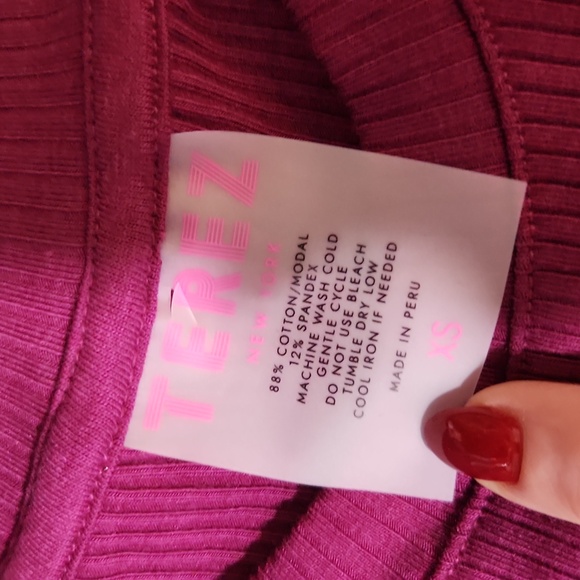 TEREZ
NEW YORK
88% COTTON/MODAL
12% SPANDEX
MACHINE WASH COLD
GENTLE CYCLE
DO NOT USE BLEACH
TUMBLE DRY LOW
COOL IRON IF NEEDED
MADE IN PERU
XS